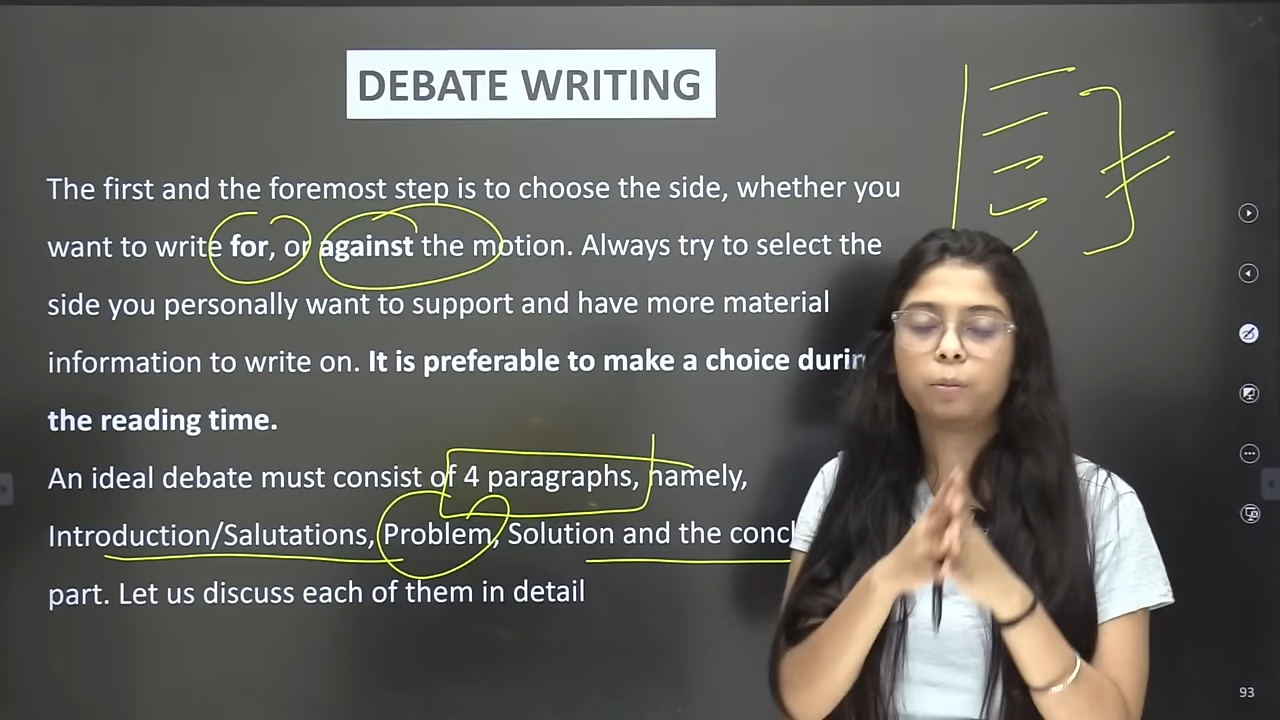 DEBATE WRITING
The first and the foremost step is to choose the side, whether you
want to write for, or against the motion. Always try to select the
side you personally want to support and have more material
information to write on. It is preferable to make a choice
the reading time.
An ideal debate must consist of 4 paragraphs, namely,
Introduction/Salutations, Problem, Solution and the
part. Let us discuss each of them in detail
93